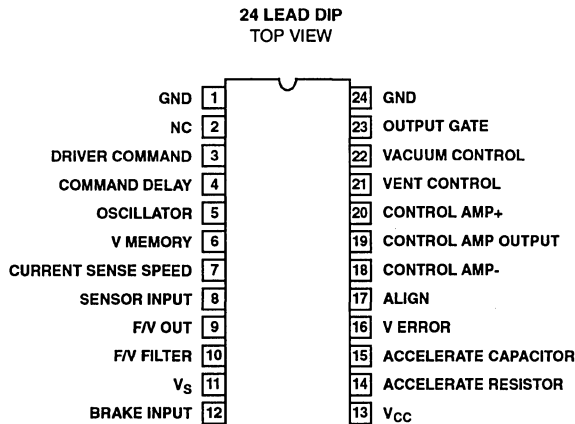 24 LEAD DIP
TOP VIEW
GND 1 24 GND
NC 2 23 OUTPUT GATE
DRIVER COMMAND 3 22 VACUUM CONTROL
COMMAND DELAY 4 21 VENT CONTROL
OSCILLATOR 5 20 CONTROL AMP+
V MEMORY 6 19 CONTROL AMP OUTPUT
CURRENT SENSE SPEED 7 18 CONTROL AMP-
SENSOR INPUT 8 17 ALIGN
F/V OUT 9 16 V ERROR
F/V FILTER 10 15 ACCELERATE CAPACITOR
VS 11 14 ACCELERATE RESISTOR
BRAKE INPUT 12 13 VCC